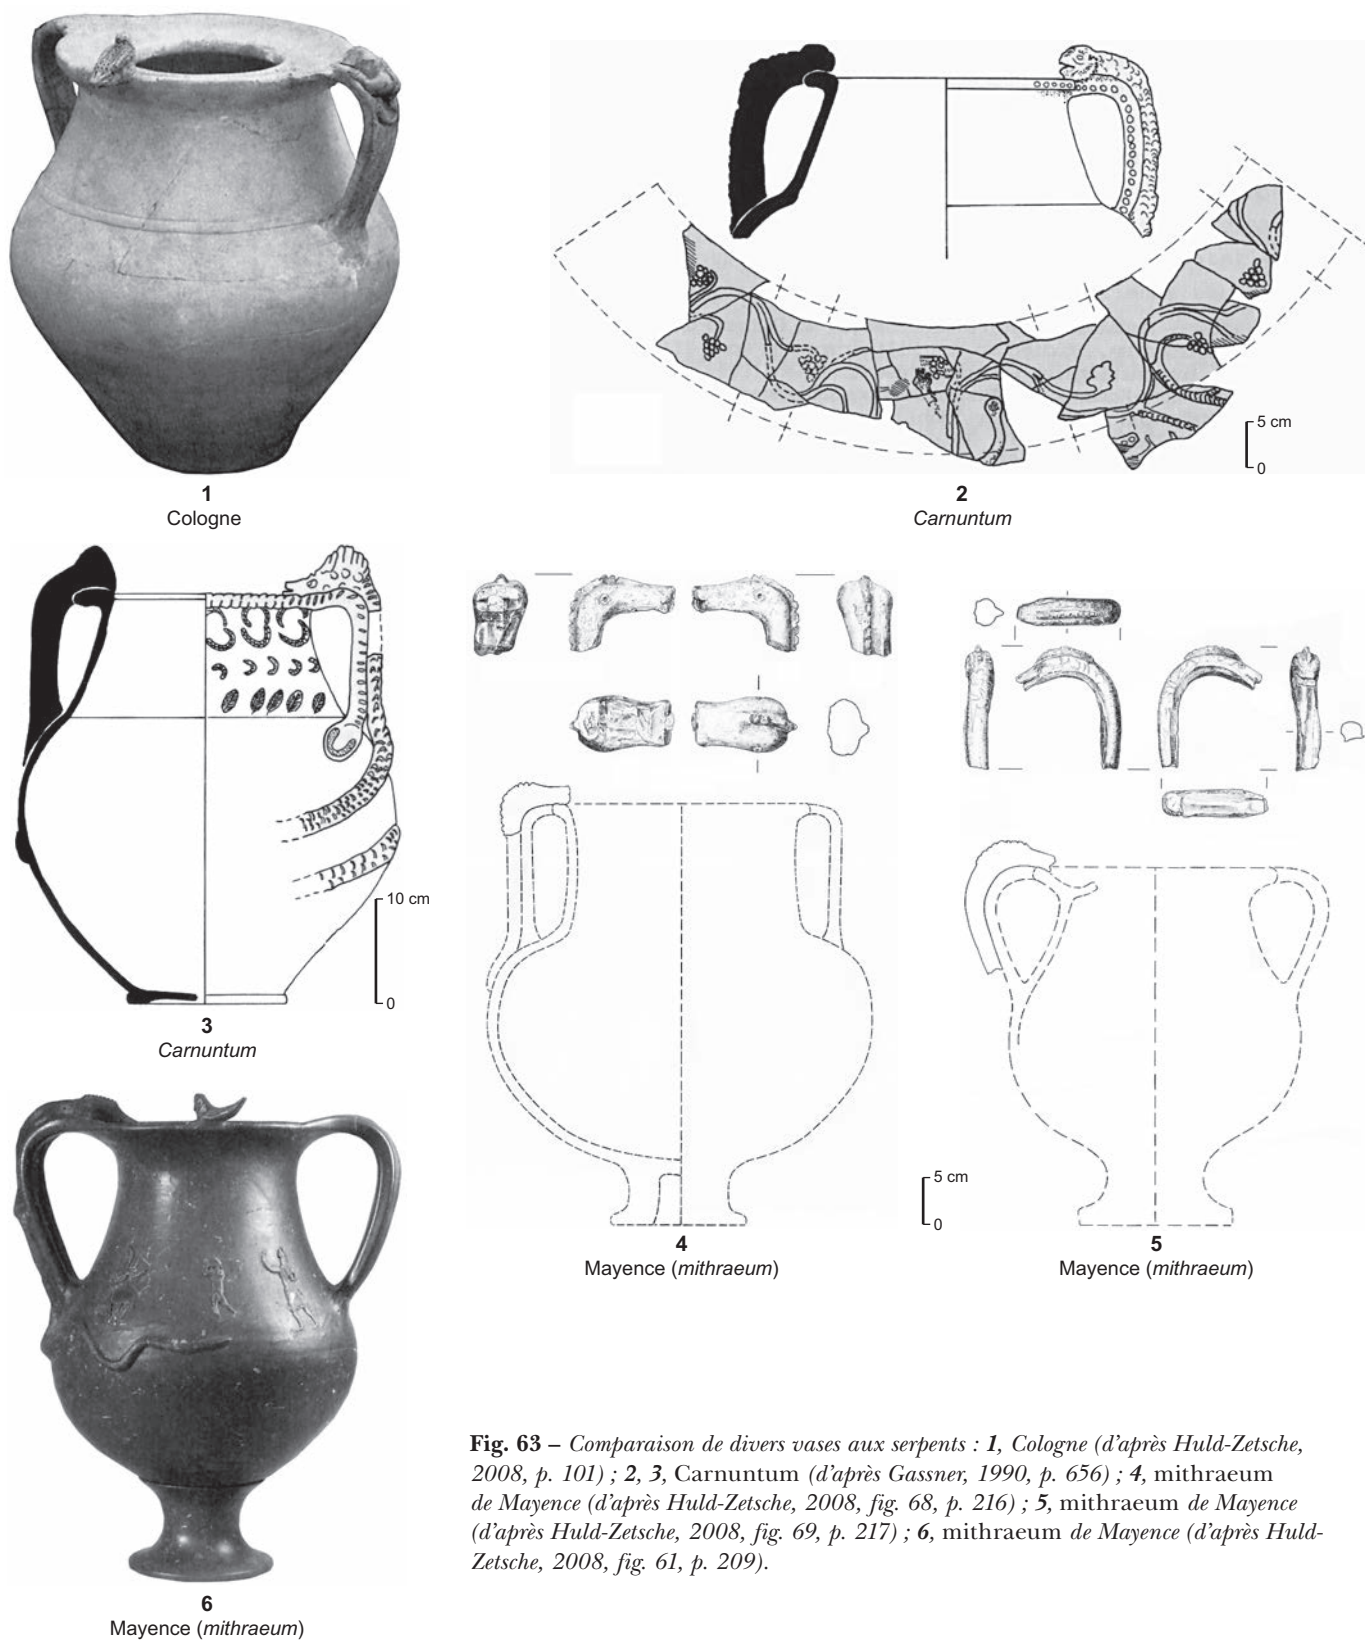 1
Cologne
5 cm
0
2
Carnuntum
10 cm
0
3
Carnuntum
5 cm
0
4
Mayence (mithraeum)
5
Mayence (mithraeum)
6
Mayence (mithraeum)
Fig. 63 – Comparaison de divers vases aux serpents : 1, Cologne (d’après Huld-Zetsche,
2008, p. 101) ; 2, 3, Carnuntum (d’après Gassner, 1990, p. 656) ; 4, mithraeum
de Mayence (d’après Huld-Zetsche, 2008, fig. 68, p. 216) ; 5, mithraeum de Mayence
(d’après Huld-Zetsche, 2008, fig. 69, p. 217) ; 6, mithraeum de Mayence (d’après Huld-
Zetsche, 2008, fig. 61, p. 209).